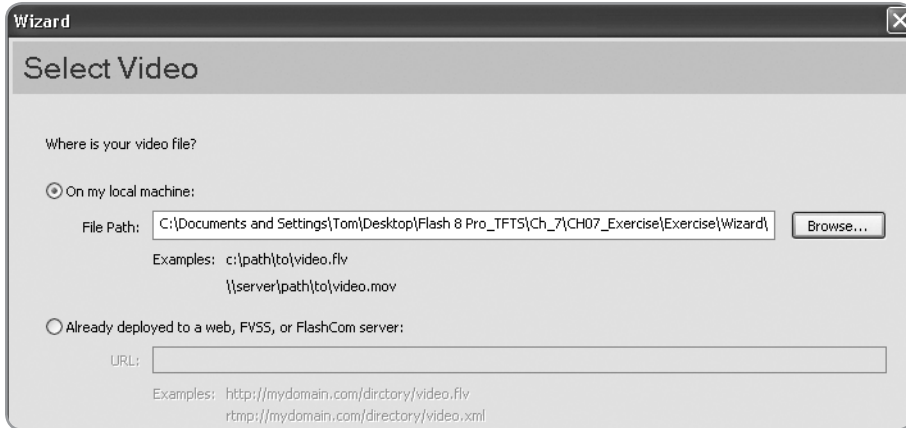 Wizard
Select Video
Where is your video file?
On my local machine:
File Path: C:\Documents and Settings\Tom\Desktop\Flash 8 Pro_TFTS\Ch_7\CH07_Exercise\Exercise\Wizard\ Browse...
Examples: c:\path\to\video.flv
\\server\path\to\video.mov
Already deployed to a web, FVSS, or FlashCom server:
URL:
Examples: http://mydomain.com/dirctory/video.flv
rtmp://mydomain.com/directory/video.xml